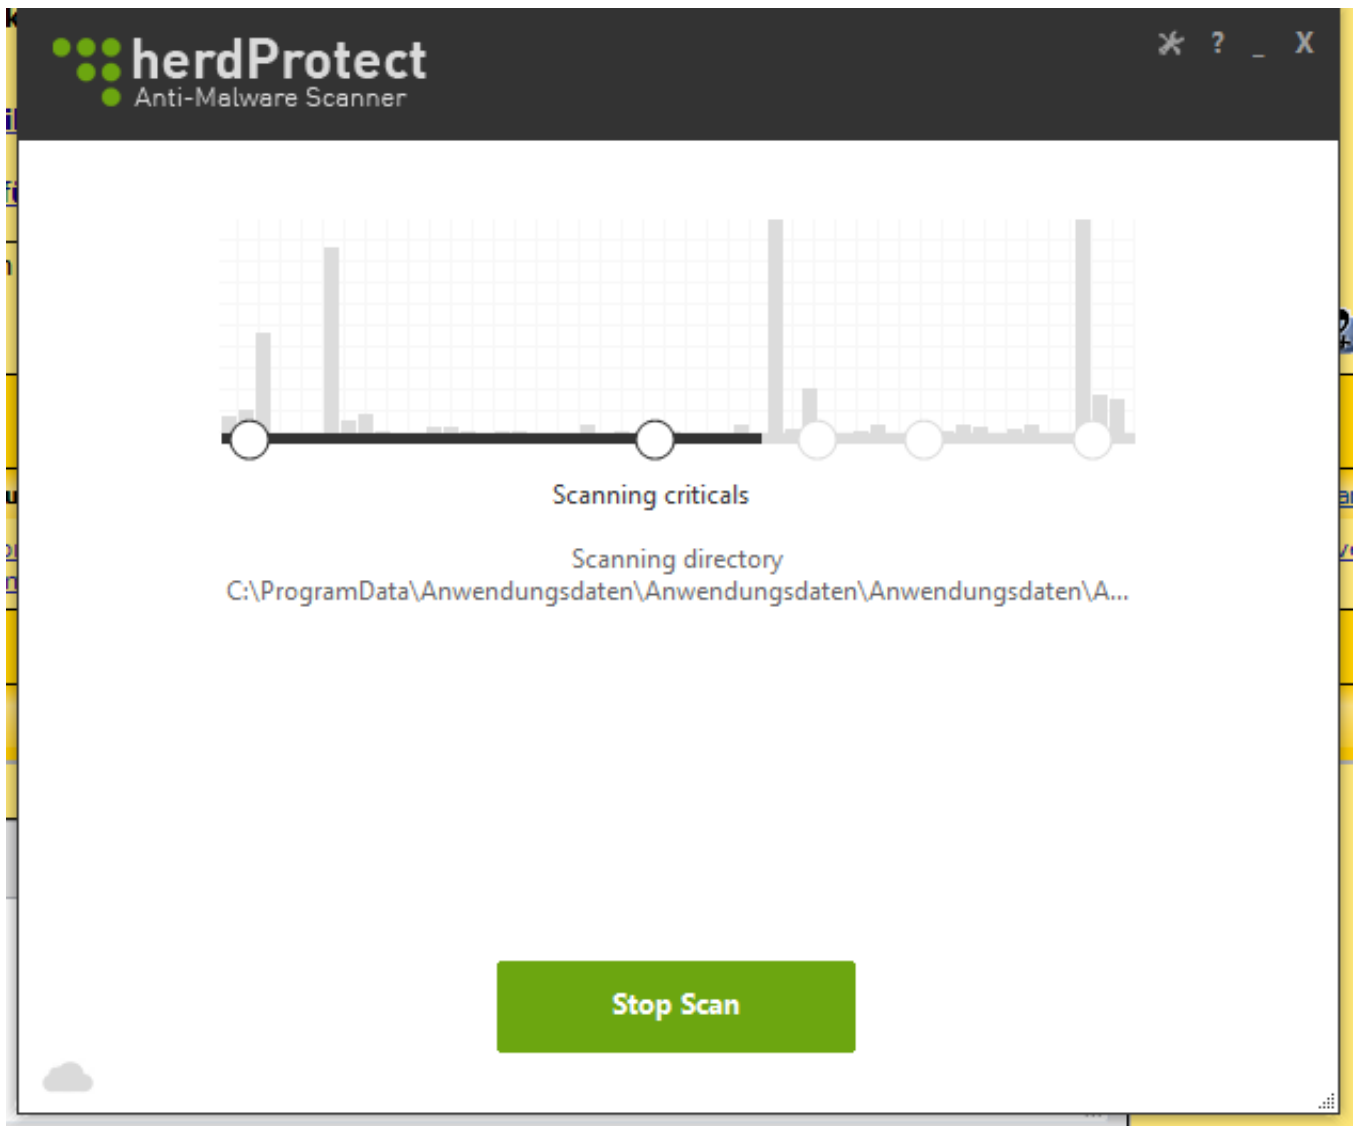 herdProtect
Anti-Malware Scanner
? _ X
Scanning criticals
Scanning directory
C:\ProgramData\Anwendungsdaten\Anwendungsdaten\Anwendungsdaten\A...
Stop Scan